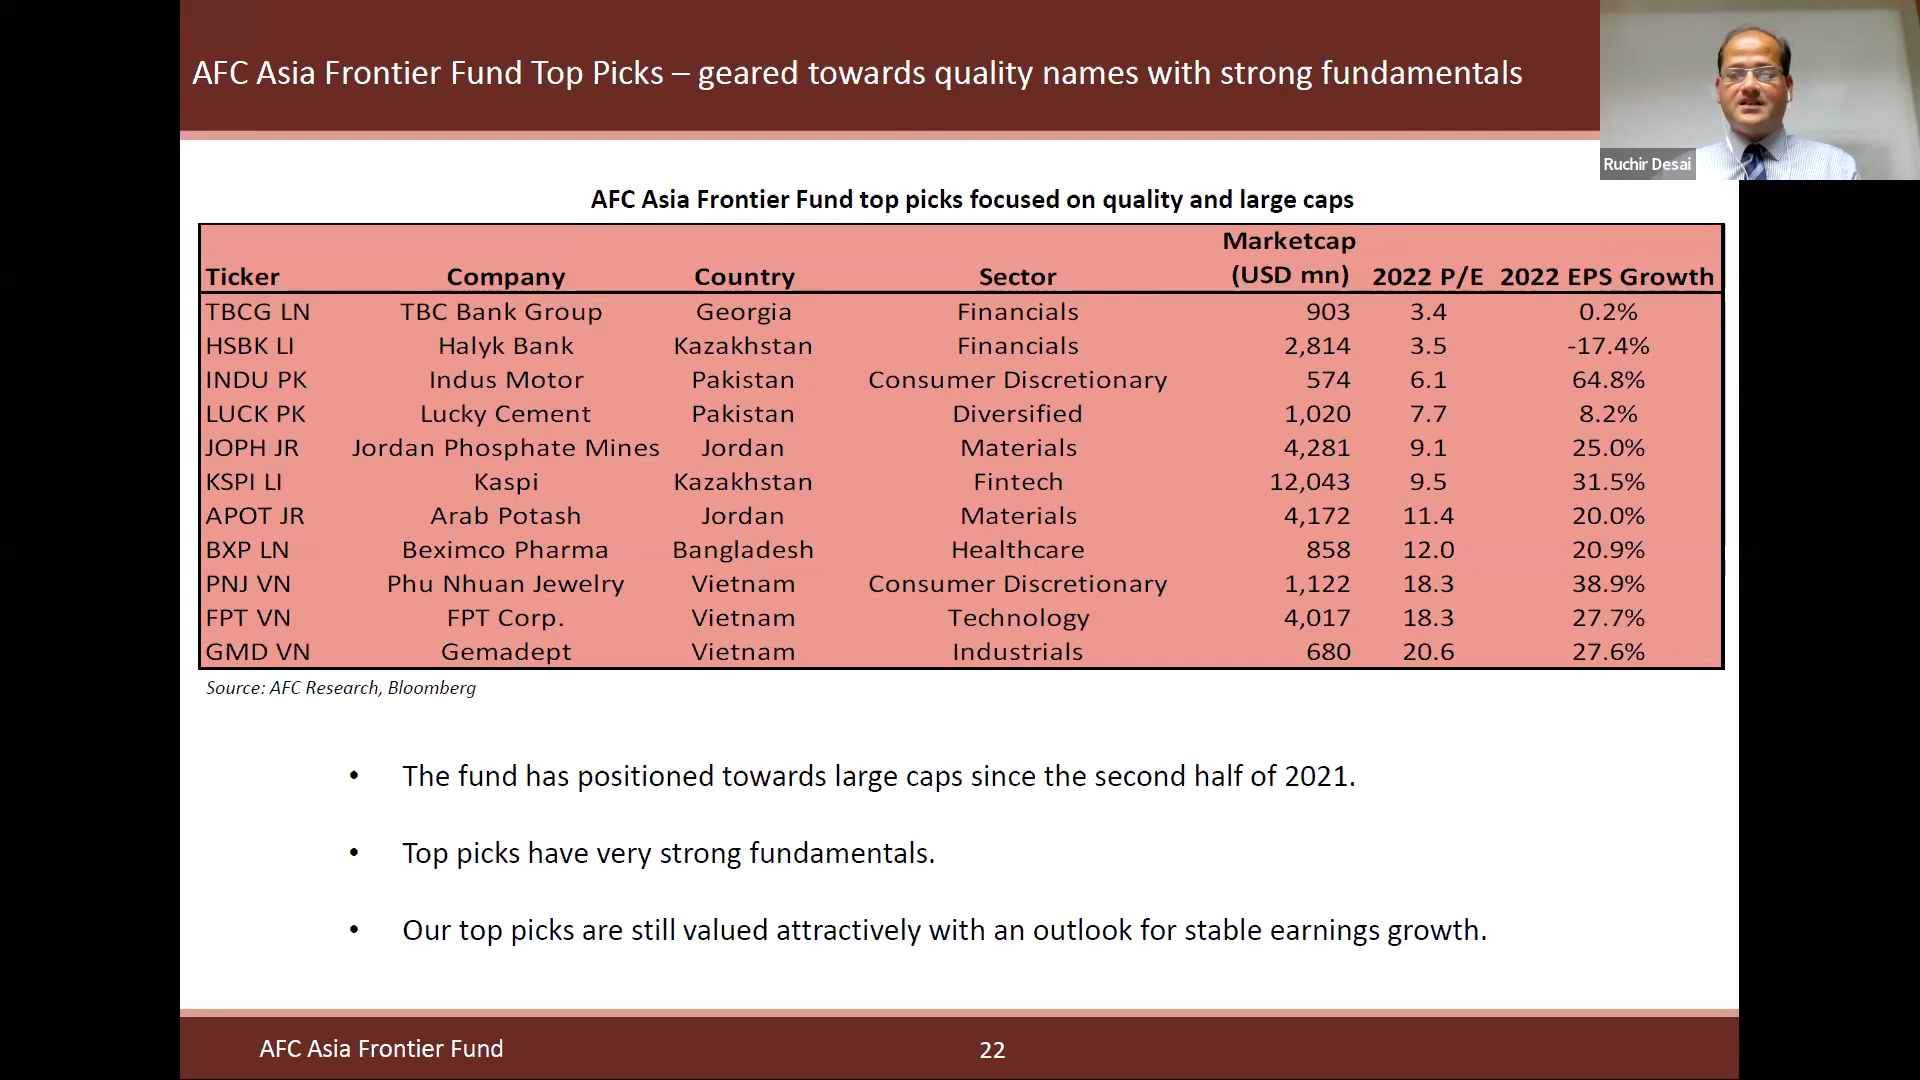 AFC Asia Frontier Fund Top Picks – geared towards quality names with strong fundamentals
Ruchir Desai
AFC Asia Frontier Fund top picks focused on quality and large caps
Ticker Company Country Sector Marketcap (USD mn) 2022 P/E 2022 EPS Growth
TBCG LN TBC Bank Group Georgia Financials 903 3.4 0.2%
HSBK LI Halyk Bank Kazakhstan Financials 2,814 3.5 -17.4%
INDU PK Indus Motor Pakistan Consumer Discretionary 574 6.1 64.8%
LUCK PK Lucky Cement Pakistan Diversified 1,020 7.7 8.2%
JOPH JR Jordan Phosphate Mines Jordan Materials 4,281 9.1 25.0%
KSPI LI Kaspi Kazakhstan Fintech 12,043 9.5 31.5%
APOT JR Arab Potash Jordan Materials 4,172 11.4 20.0%
BXP LN Beximco Pharma Bangladesh Healthcare 858 12.0 20.9%
PNJ VN Phu Nhuan Jewelry Vietnam Consumer Discretionary 1,122 18.3 38.9%
FPT VN FPT Corp. Vietnam Technology 4,017 18.3 27.7%
GMD VN Gemadept Vietnam Industrials 680 20.6 27.6%
Source: AFC Research, Bloomberg
• The fund has positioned towards large caps since the second half of 2021.
• Top picks have very strong fundamentals.
• Our top picks are still valued attractively with an outlook for stable earnings growth.
AFC Asia Frontier Fund 22